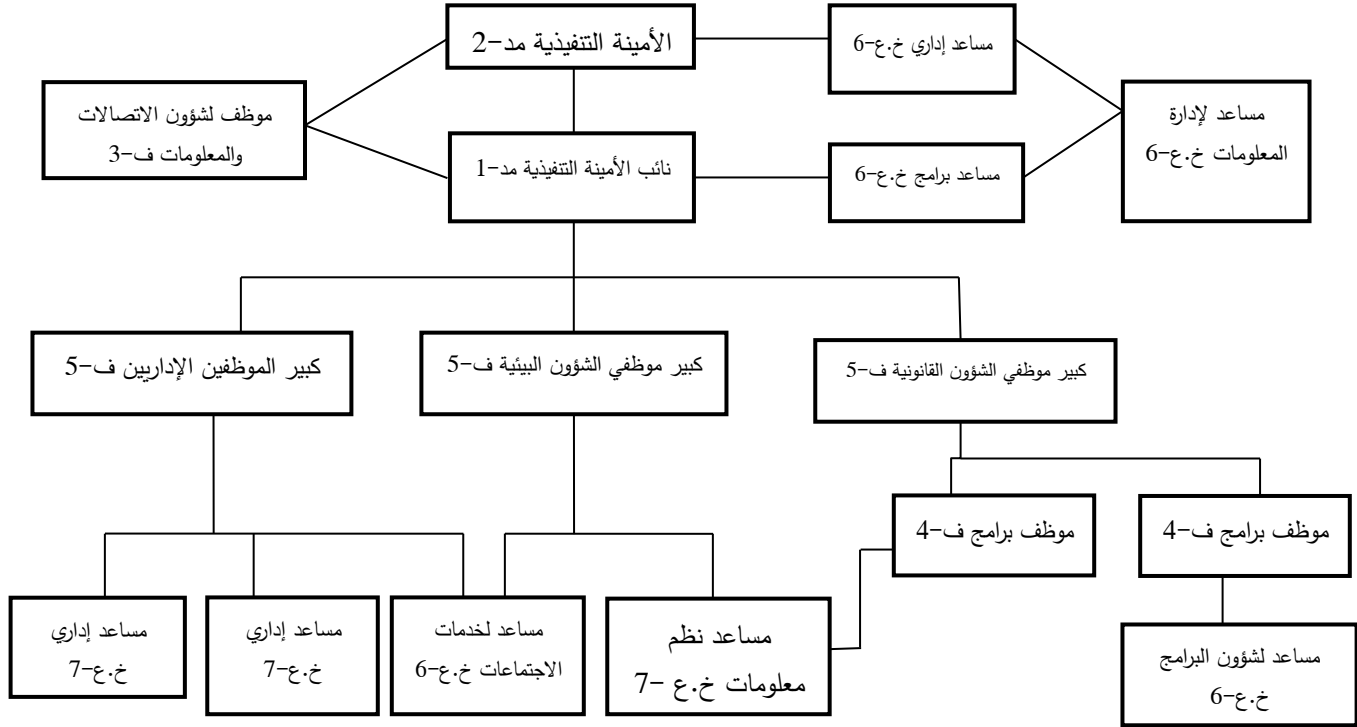 الأمينة التنفيذية مد-2
مساعد إداري خ.ع-6
مساعد لإدارة
المعلومات خ.ع-6
موظف لشؤون الاتصالات
والمعلومات ف-3
نائب الأمينة التنفيذية مد-1
مساعد برامج خ.ع-6
كبير موظفي الشؤون القانونية ف-5
كبير موظفي الشؤون البيئية ف-5
كبير الموظفين الإداريين ف-5
موظف برامج ف-4
موظف برامج ف-4
مساعد لشؤون البرامج
خ.ع-6
مساعد نظم
معلومات خ.ع -7
مساعد لخدمات
الاجتماعات خ.ع-6
مساعد إداري
خ.ع-7
مساعد إداري
خ.ع-7